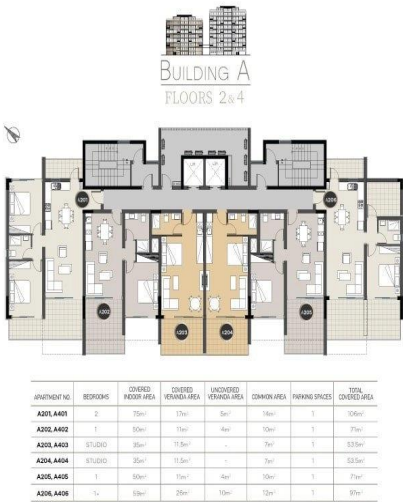 BUILDING A
FLOORS 2&4
A201
A206
A202
A205
A203
A204
APARTMENT NO. BEDROOMS COVERED INDOOR AREA COVERED VERANDA AREA UNCOVERED VERANDA AREA COMMON AREA PARKING SPACES TOTAL COVERED AREA
A201, A401 2 75m² 17m² 5m² 14m² 1 106m²
A202, A402 1 50m² 11m² 4m² 10m² 1 71m²
A203, A403 STUDIO 35m² 11.5m² - 7m² 1 53.5m²
A204, A404 STUDIO 35m² 11.5m² - 7m² 1 53.5m²
A205, A405 1 50m² 11m² 4m² 10m² 1 71m²
A206, A406 1+ 59m² 26m² 10m² 12m² 1 97m²